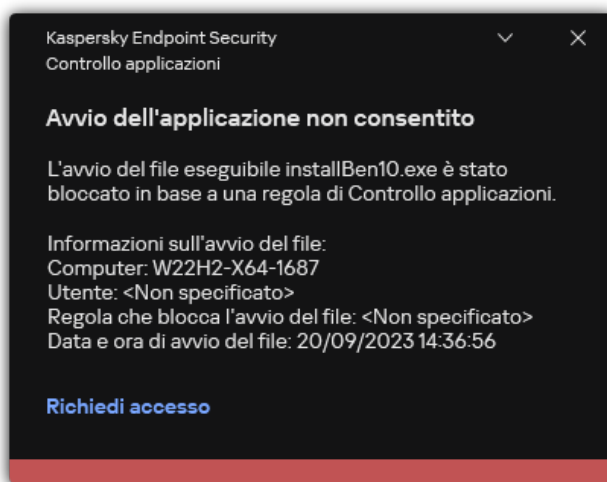 Kaspersky Endpoint Security
Controllo applicazioni
Avvio dell'applicazione non consentito
L'avvio del file eseguibile installBen10.exe è stato
bloccato in base a una regola di Controllo applicazioni.
Informazioni sull'avvio del file:
Computer: W22H2-X64-1687
Utente: <Non specificato>
Regola che blocca l'avvio del file: <Non specificato>
Data e ora di avvio del file: 20/09/2023 14:36:56
Richiedi accesso